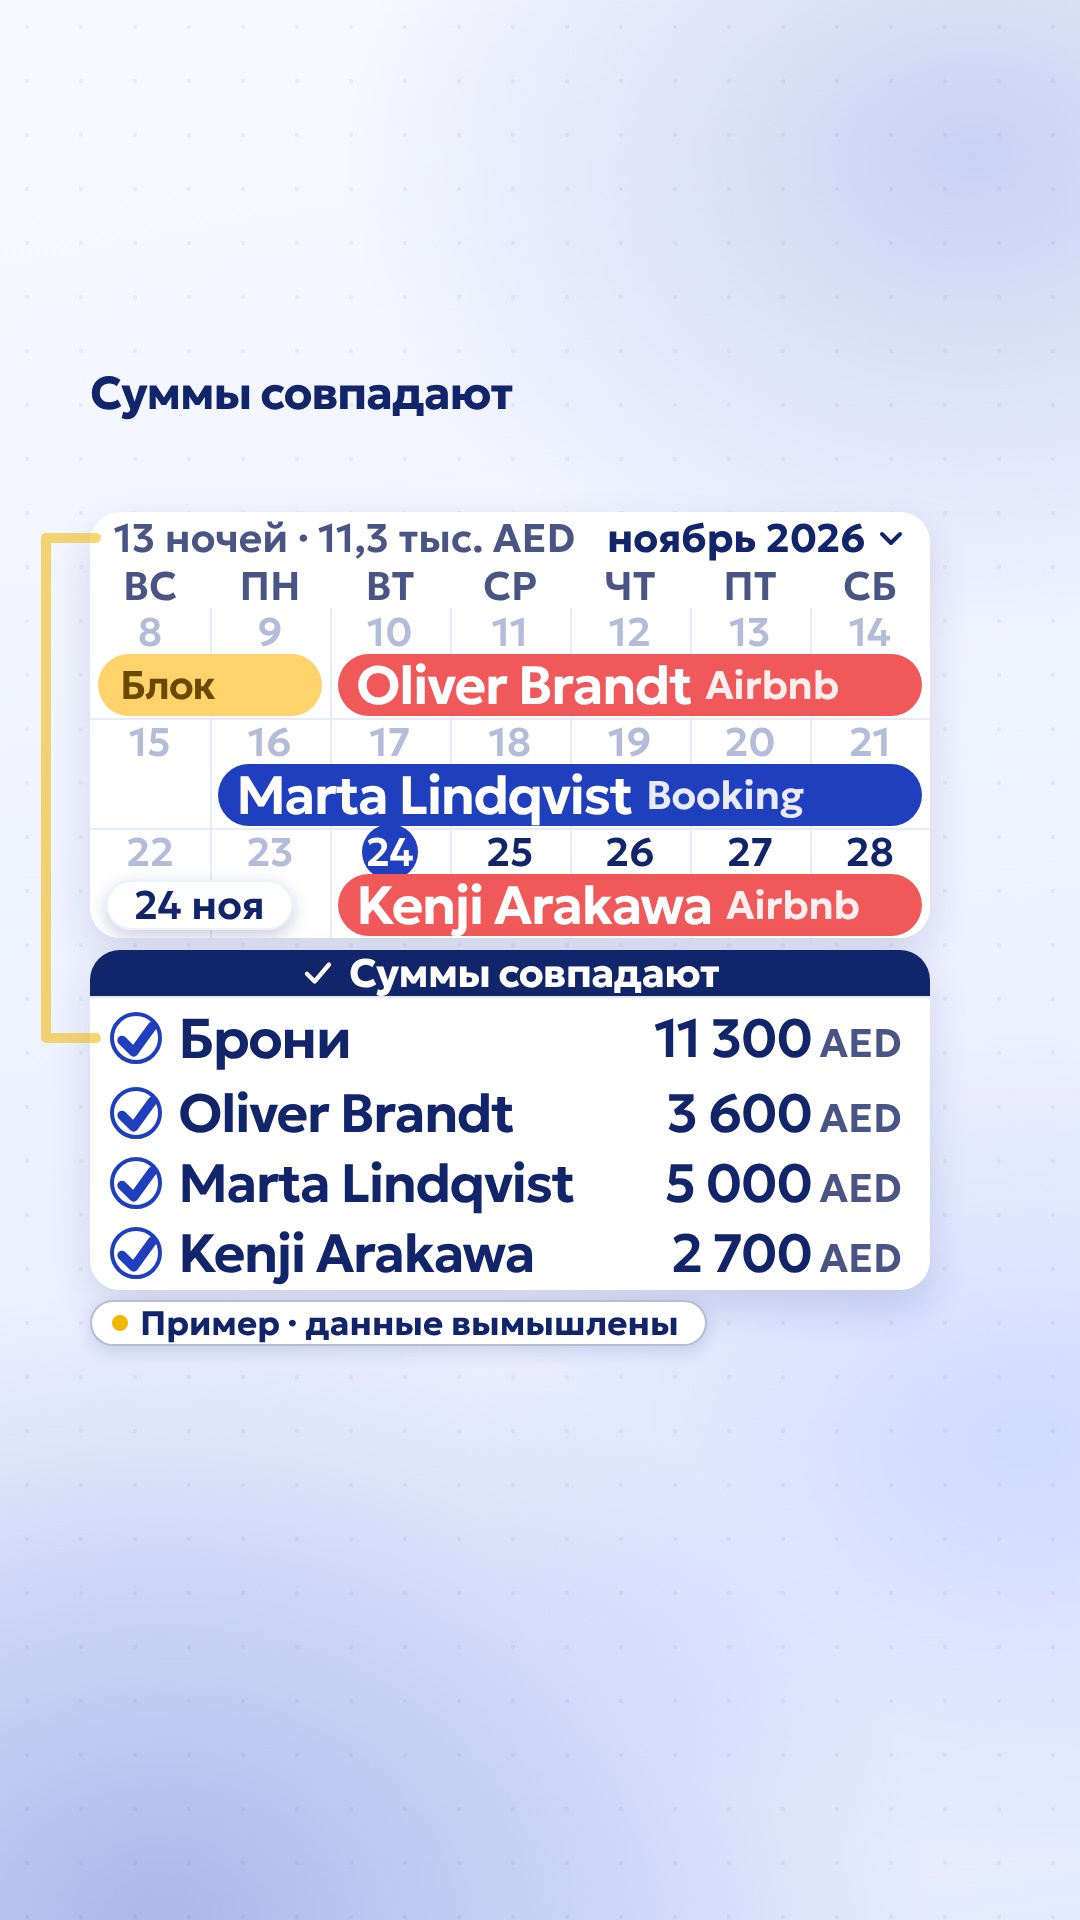 Суммы совпадают
13 ночей · 11,3 тыс. AED ноябрь 2026
ВС ПН ВТ СР ЧТ ПТ СБ
8 9 10 11 12 13 14
Блок Oliver Brandt Airbnb
15 16 17 18 19 20 21
Marta Lindqvist Booking
22 23 24 25 26 27 28
24 ноя Kenji Arakawa Airbnb
Суммы совпадают
Брони 11 300 AED
Oliver Brandt 3 600 AED
Marta Lindqvist 5 000 AED
Kenji Arakawa 2 700 AED
Пример · данные вымышлены